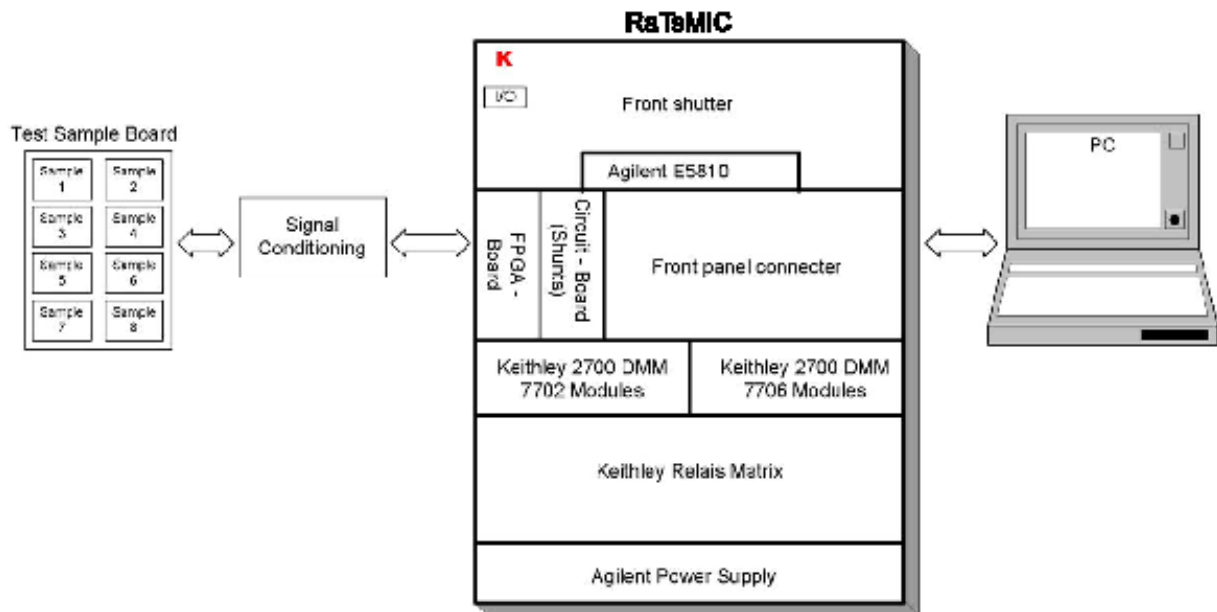 RaTsMIC
K
I/O
Front shutter
Test Sample Board
Agilent E5810
PC
Sample
1
Sample
2
Sample
3
Sample
4
Sample
5
Sample
6
Sample
7
Sample
8
Signal
Conditioning
FPGA -
Board
Circuit - Board
(Shunts)
Front panel connecter
Keithley 2700 DMM
7702 Modules
Keithley 2700 DMM
7706 Modules
Keithley Relais Matrix
Agilent Power Supply